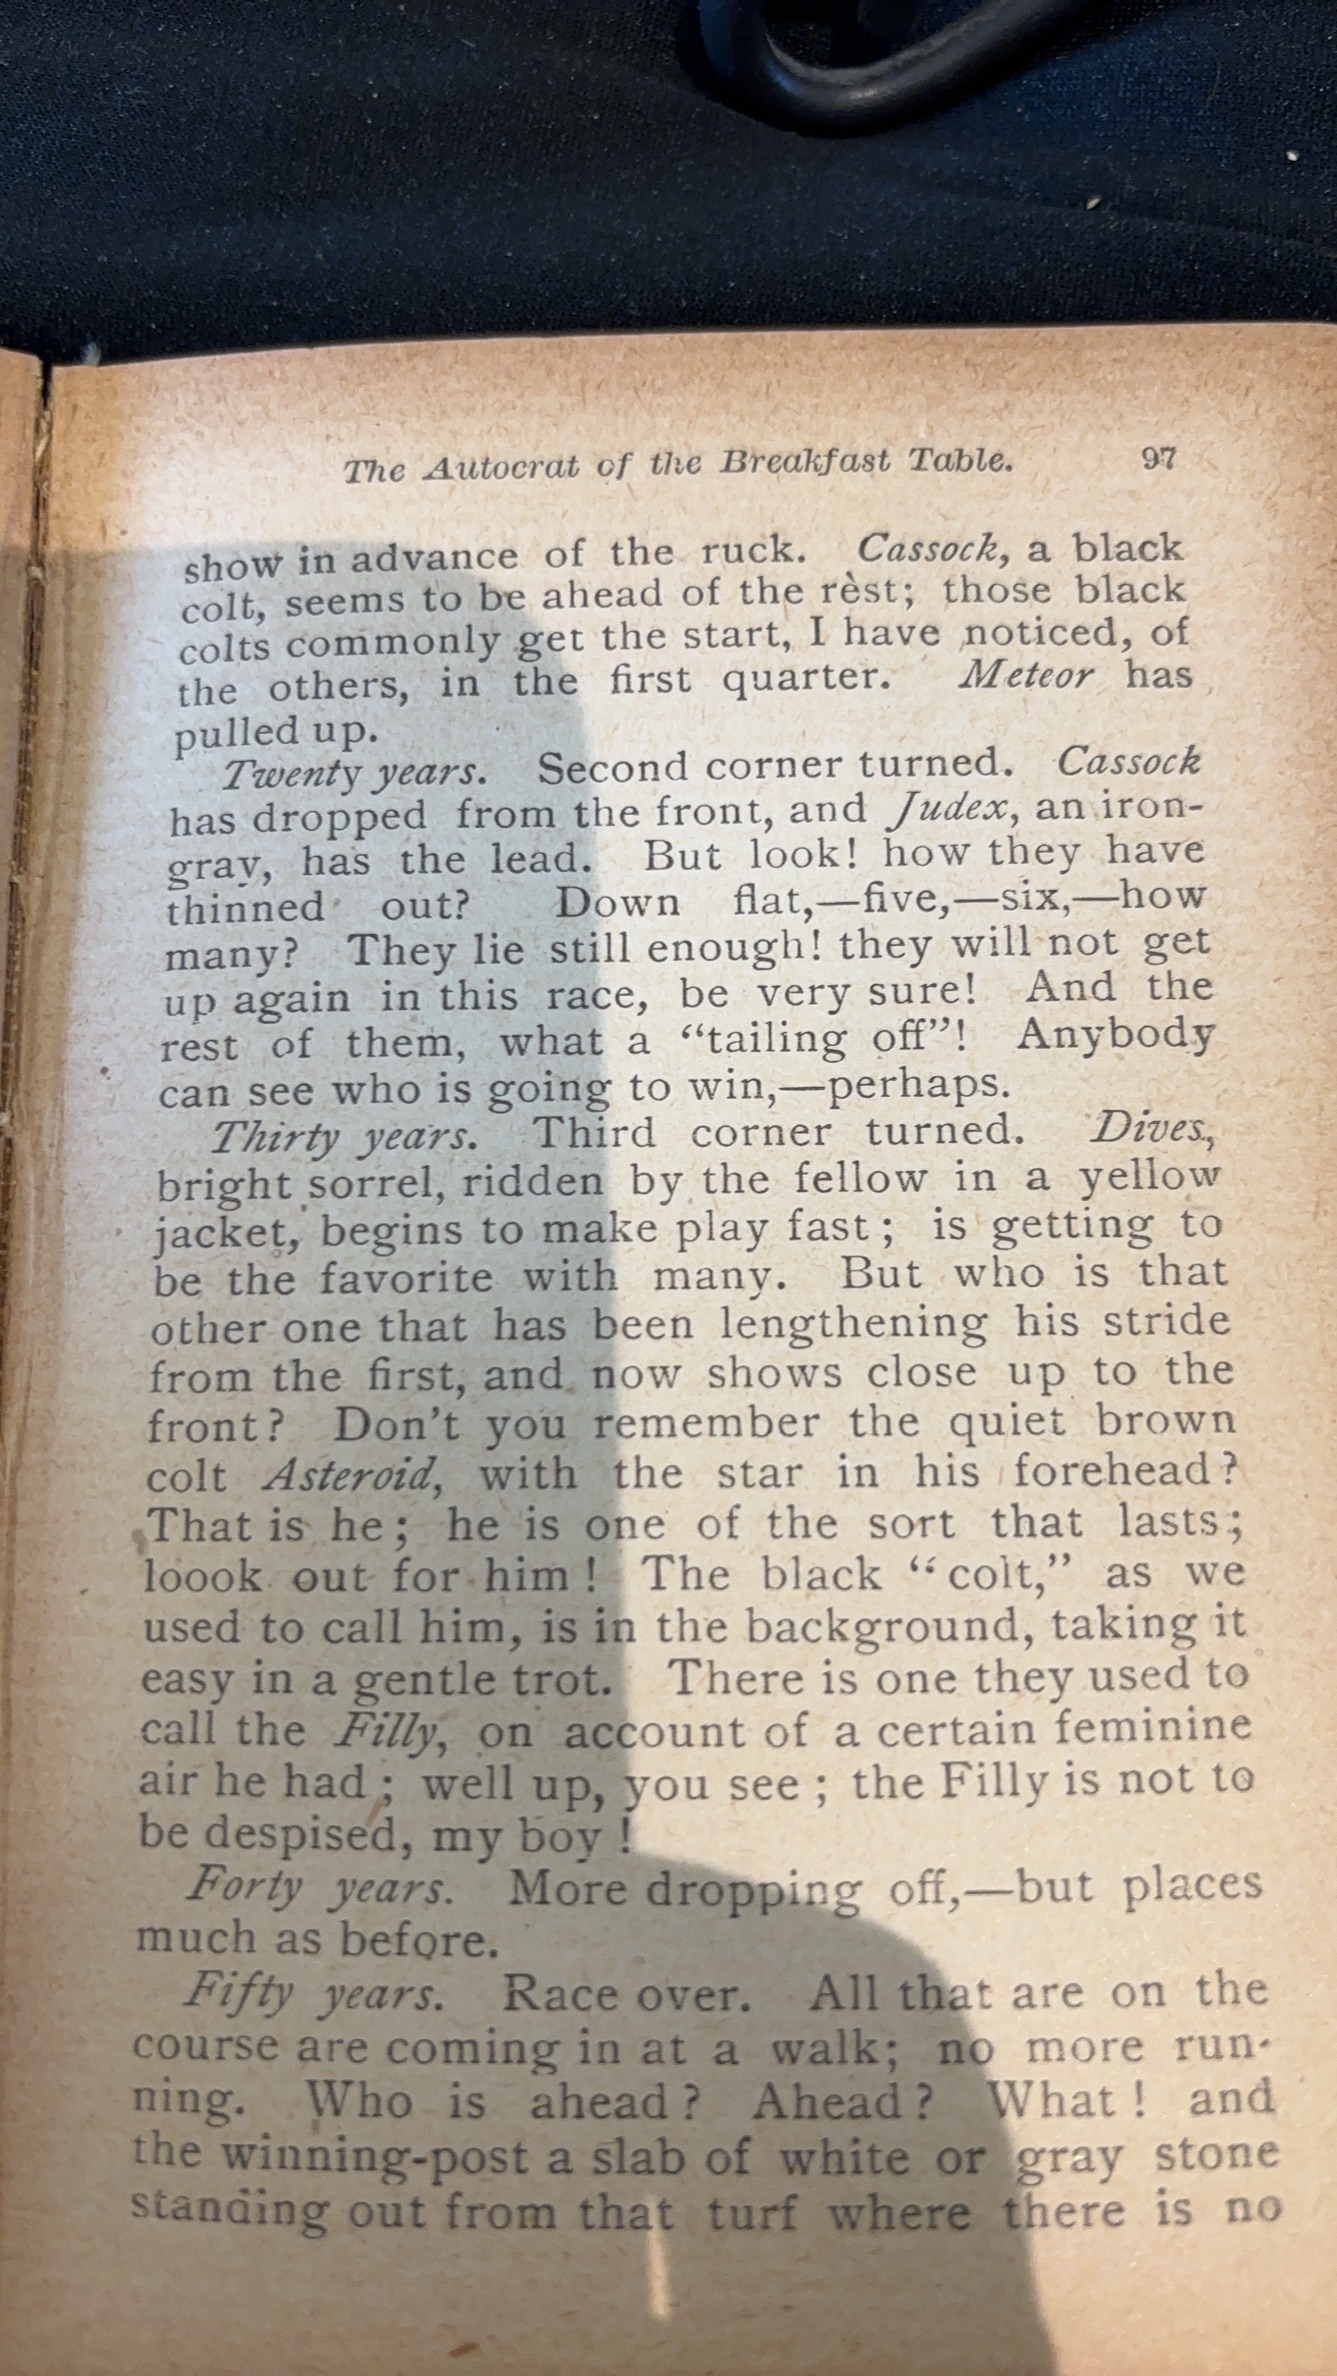 The Autocrat of the Breakfast Table. 97
show in advance of the ruck. Cassock, a black
colt, seems to be ahead of the rèst; those black
colts commonly get the start, I have noticed, of
the others, in the first quarter. Meteor has
pulled up.
Twenty years. Second corner turned. Cassock
has dropped from the front, and Judex, an iron-
gray, has the lead. But look! how they have
thinned out? Down flat,—five,—six,—how
many? They lie still enough! they will not get
up again in this race, be very sure! And the
rest of them, what a “tailing off”! Anybody
can see who is going to win,—perhaps.
Thirty years. Third corner turned. Dives,
bright sorrel, ridden by the fellow in a yellow
jacket, begins to make play fast; is getting to
be the favorite with many. But who is that
other one that has been lengthening his stride
from the first, and now shows close up to the
front? Don’t you remember the quiet brown
colt Asteroid, with the star in his forehead?
That is he; he is one of the sort that lasts;
loook out for him! The black “colt,” as we
used to call him, is in the background, taking it
easy in a gentle trot. There is one they used to
call the Filly, on account of a certain feminine
air he had; well up, you see; the Filly is not to
be despised, my boy!
Forty years. More dropping off,—but places
much as before.
Fifty years. Race over. All that are on the
course are coming in at a walk; no more run-
ning. Who is ahead? Ahead? What! and
the winning-post a slab of white or gray stone
standing out from that turf where there is no